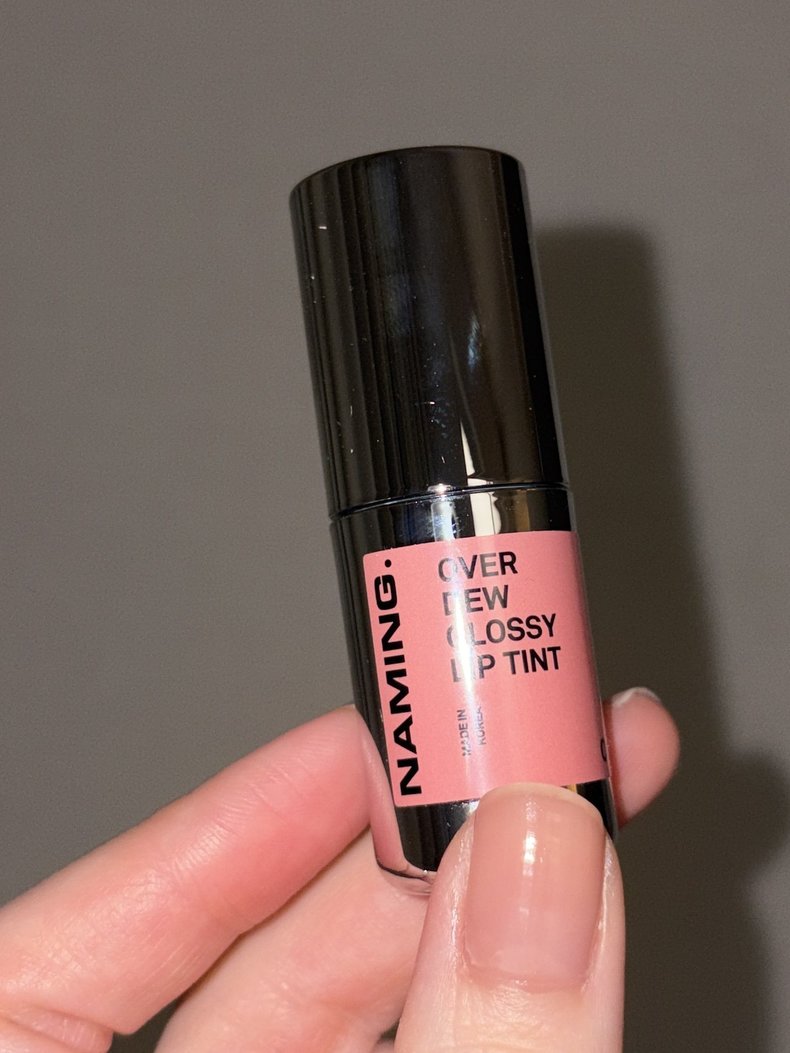 NAMING.
OVER
DEW
GLOSSY
LIP TINT
MADE IN
KOREA